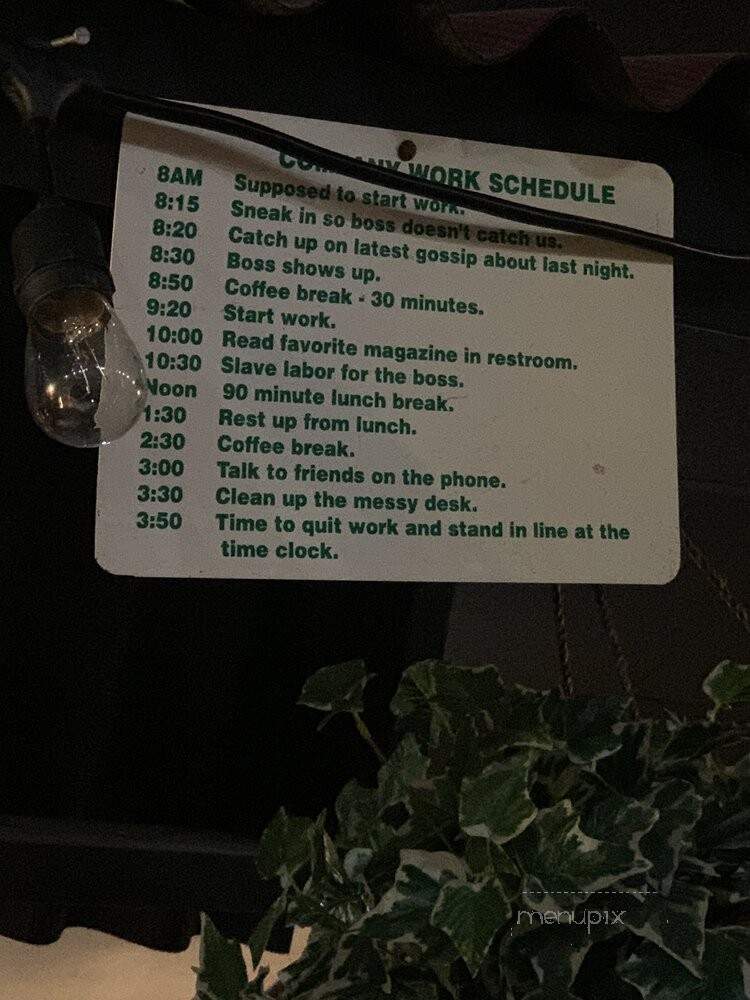 COMPANY WORK SCHEDULE
8AM Supposed to start work.
8:15 Sneak in so boss doesn't catch us.
8:20 Catch up on latest gossip about last night.
8:30 Boss shows up.
8:50 Coffee break - 30 minutes.
9:20 Start work.
10:00 Read favorite magazine in restroom.
10:30 Slave labor for the boss.
Noon 90 minute lunch break.
1:30 Rest up from lunch.
2:30 Coffee break.
3:00 Talk to friends on the phone.
3:30 Clean up the messy desk.
3:50 Time to quit work and stand in line at the
time clock.
menupix